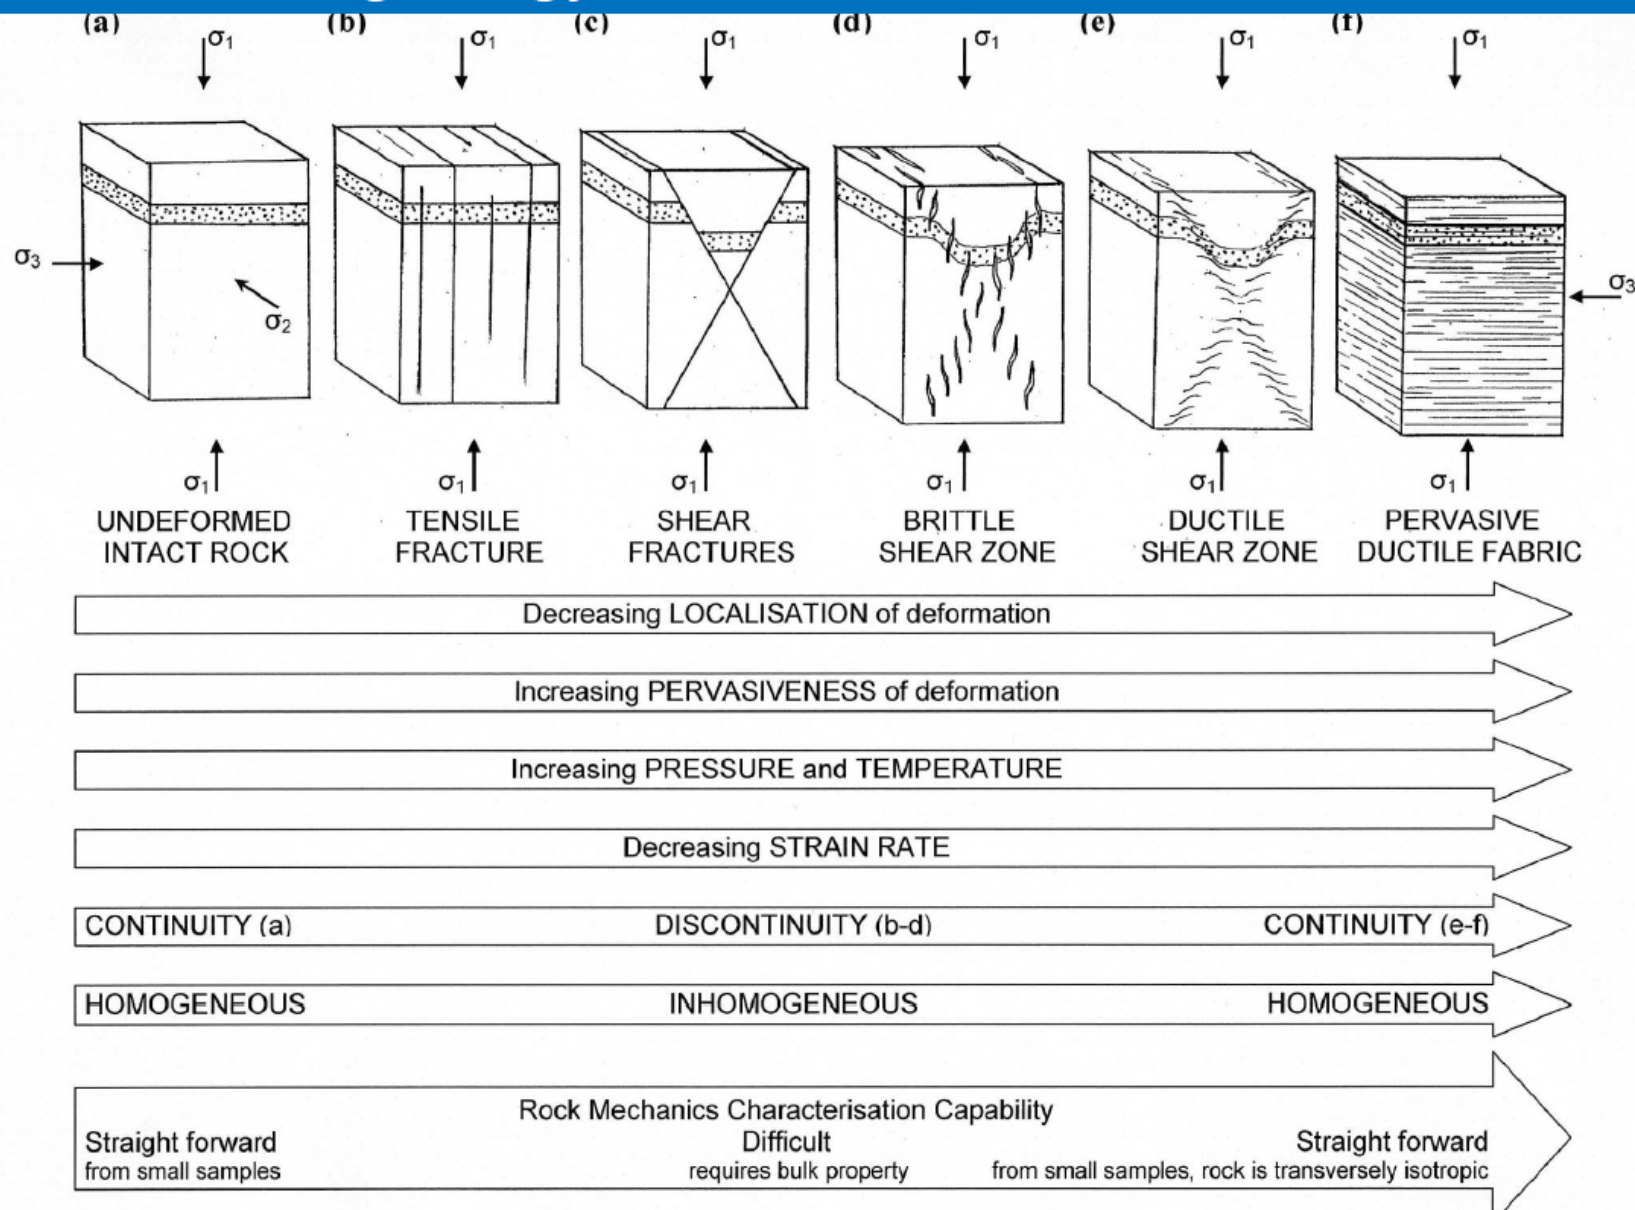 (a) (b) (c) (d) (e) (f)
σ1 σ1 σ1 σ1 σ1 σ1
σ3
σ2
σ3
σ1 σ1 σ1 σ1 σ1 σ1
UNDEFORMED
INTACT ROCK
TENSILE
FRACTURE
SHEAR
FRACTURES
BRITTLE
SHEAR ZONE
DUCTILE
SHEAR ZONE
PERVASIVE
DUCTILE FABRIC
Decreasing LOCALISATION of deformation
Increasing PERVASIVENESS of deformation
Increasing PRESSURE and TEMPERATURE
Decreasing STRAIN RATE
CONTINUITY (a) DISCONTINUITY (b-d) CONTINUITY (e-f)
HOMOGENEOUS INHOMOGENEOUS HOMOGENEOUS
Rock Mechanics Characterisation Capability
Straight forward Difficult Straight forward
from small samples requires bulk property from small samples, rock is transversely isotropic